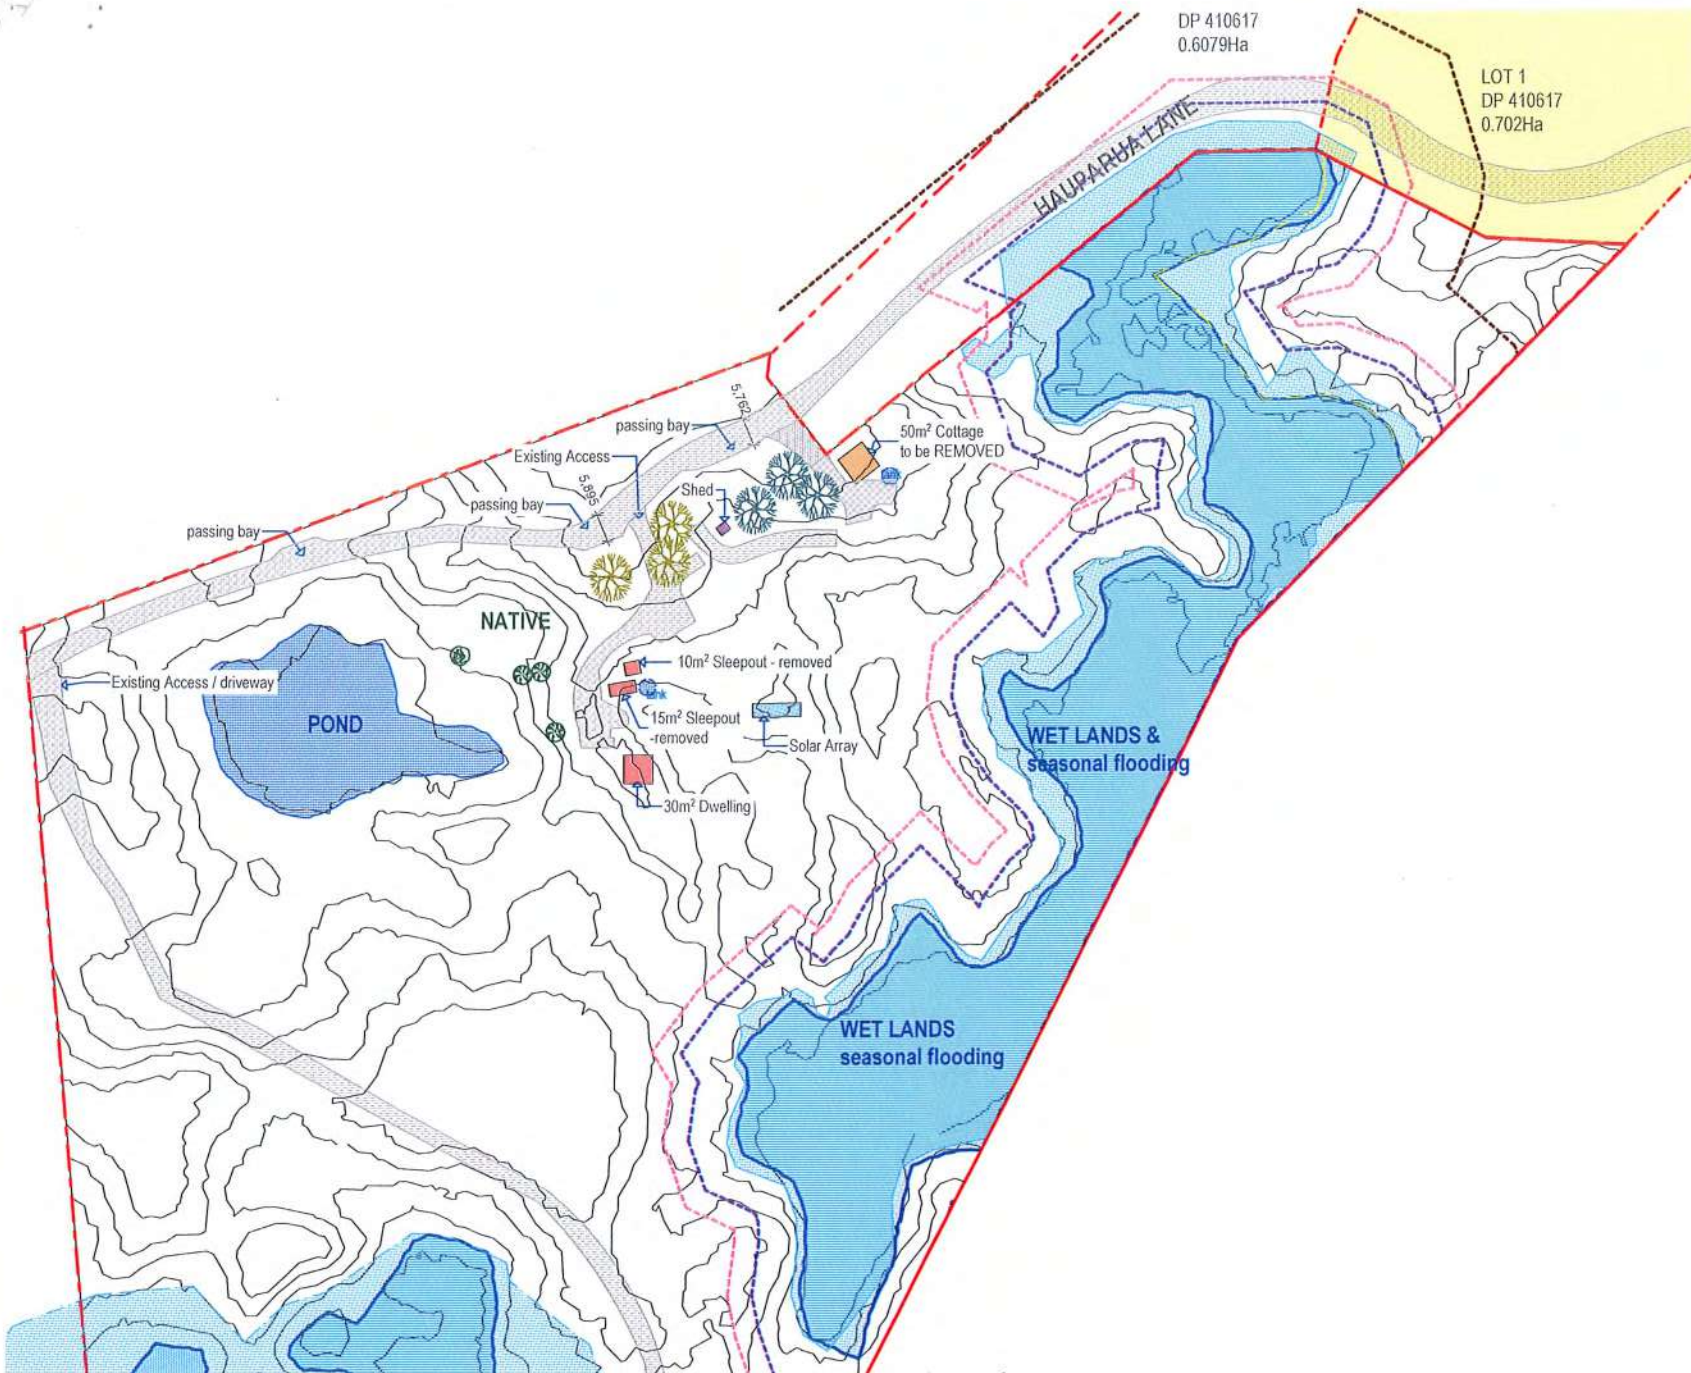 DP 410617
0.6079Ha
LOT 1
DP 410617
0.702Ha
HAUPARUA LANE
5,762
passing bay
50m² Cottage
to be REMOVED
tank
Existing Access
5,895
Shed
passing bay
passing bay
NATIVE
10m² Sleepout - removed
Existing Access / driveway
tank
15m² Sleepout
-removed
POND
Solar Array
WET LANDS &
seasonal flooding
30m² Dwelling
WET LANDS
seasonal flooding